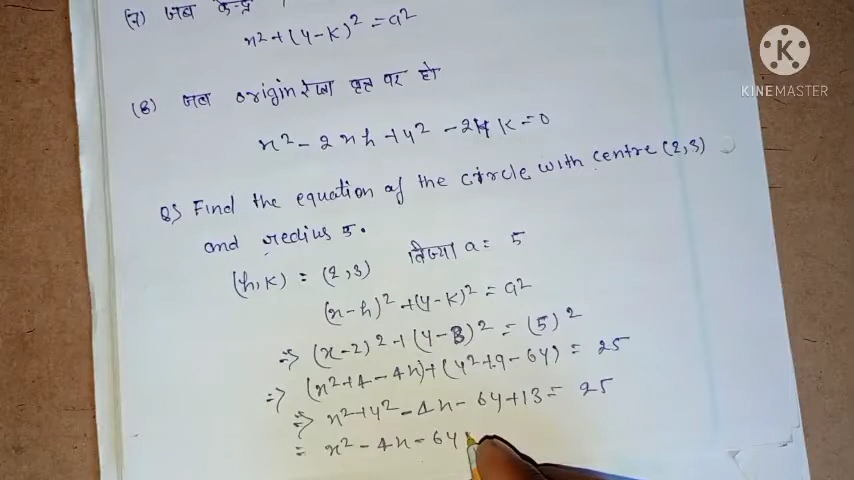 (7) जब केन्द्र
x² + (y-k)² = a²
(8) जब origin रेखा वृत्त पर हो
x² - 2xh + y² - 2yk = 0
Q) Find the equation of the circle with centre (2,3)
and redius 5.
(h,k) = (2,3) त्रिज्या a = 5
(x-h)² + (y-k)² = a²
⇒ (x-2)² + (y-3)² = (5)²
⇒ (x²+4-4x) + (y²+9-6y) = 25
⇒ x²+y²-4x-6y+13 = 25
= x²-4x-6y
K
KINEMASTER